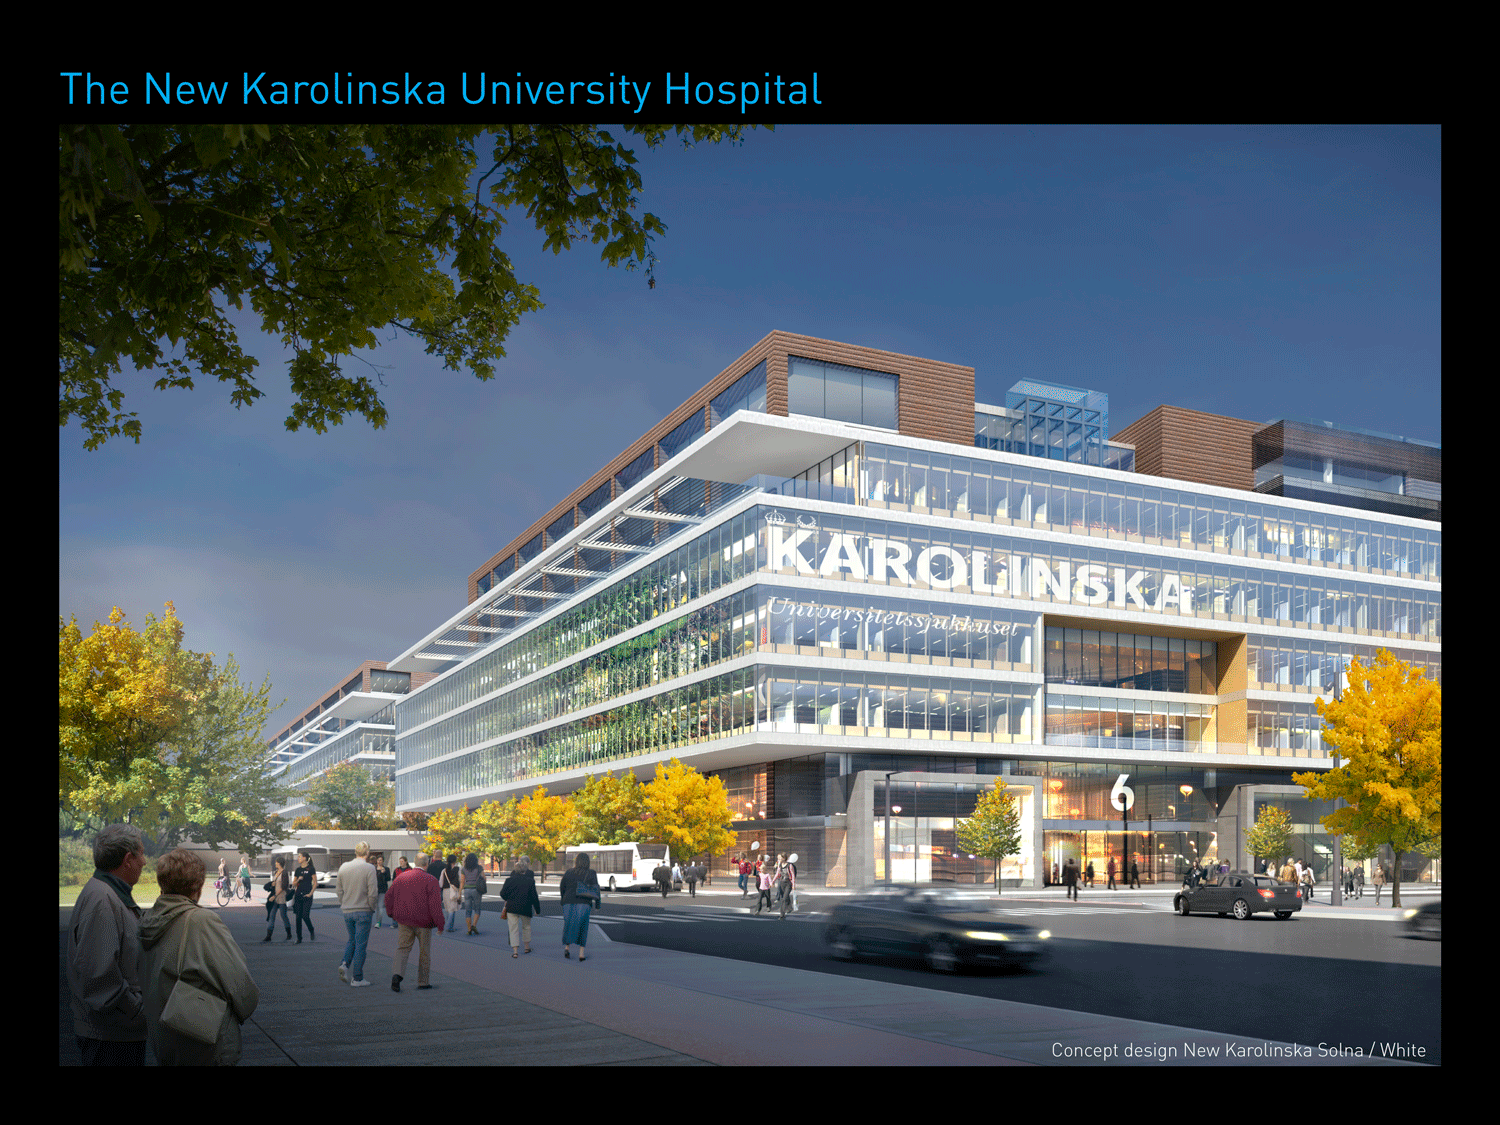 The New Karolinska University Hospital
KAROLINSKA
Universitetssjukhuset
6
Concept design New Karolinska Solna / White